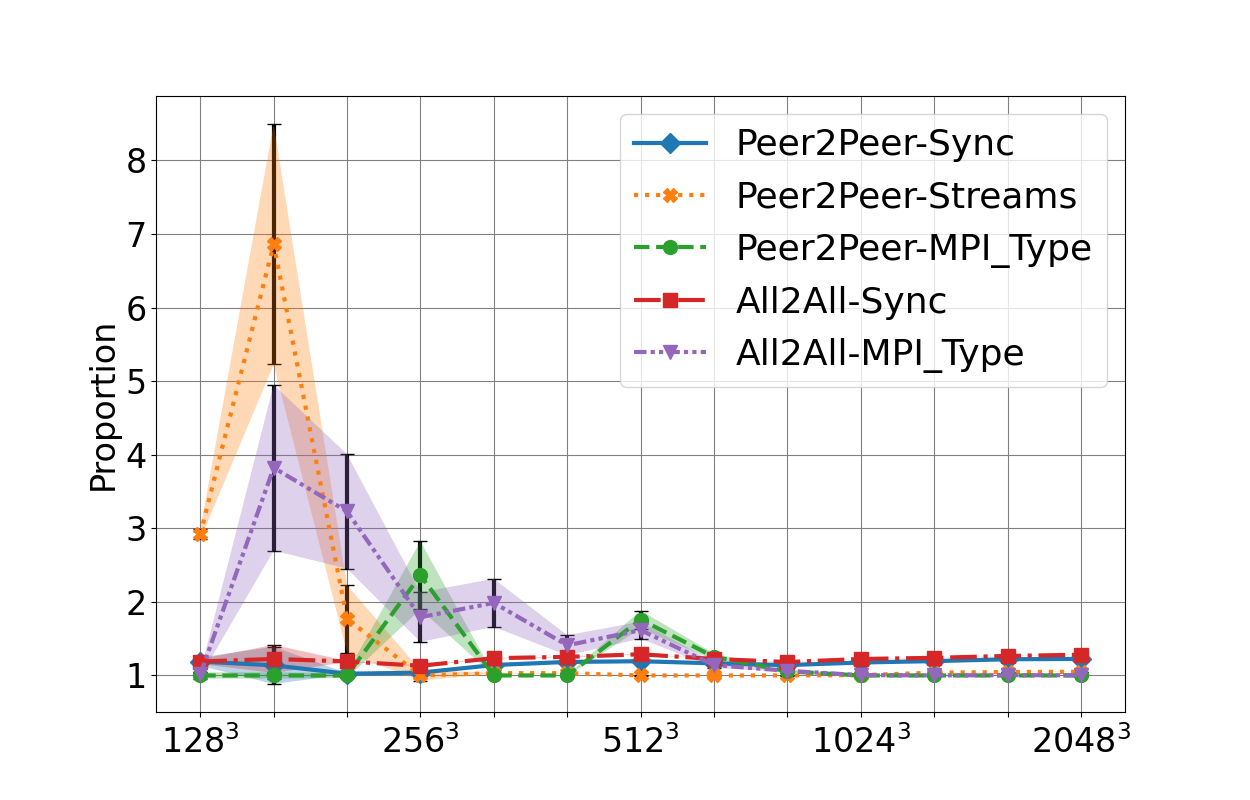 Proportion
8
7
6
5
4
3
2
1
128³ 256³ 512³ 1024³ 2048³
Peer2Peer-Sync
Peer2Peer-Streams
Peer2Peer-MPI_Type
All2All-Sync
All2All-MPI_Type